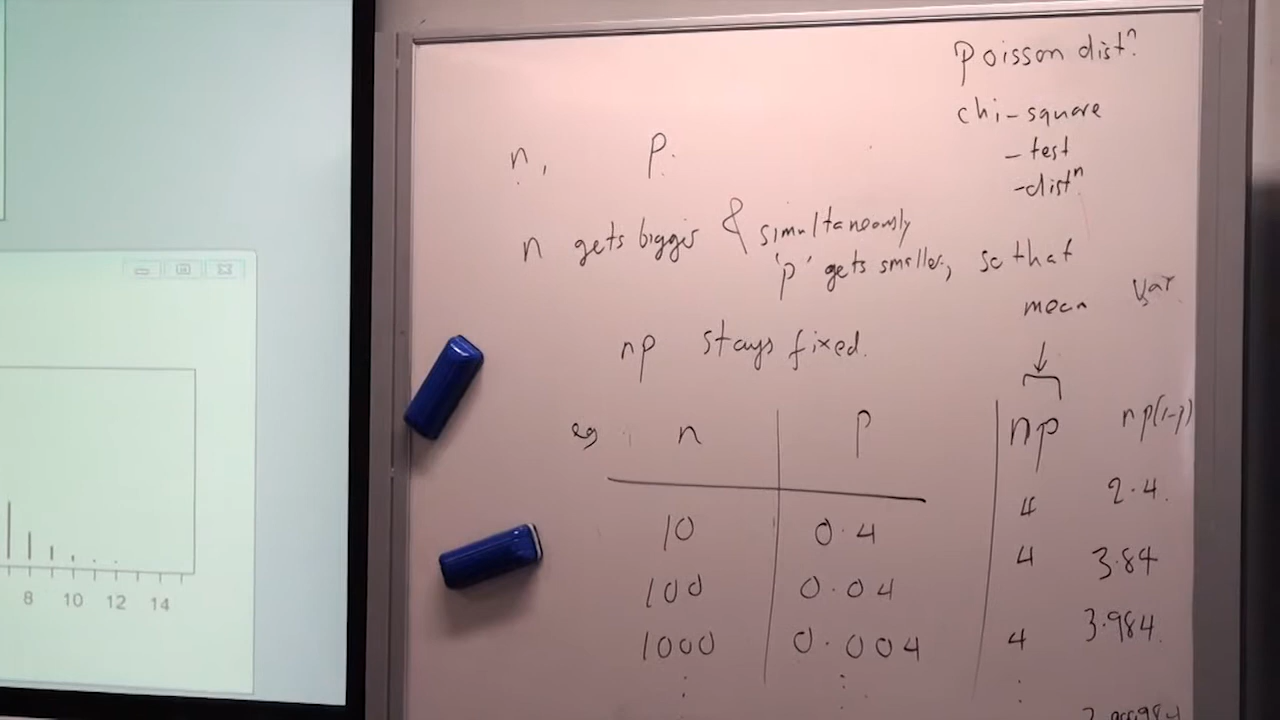 Poisson distⁿ
chi-square
- test
- distⁿ
n, p.
n gets bigger & simultaneously
'p' gets smaller, so that
mean Var
np stays fixed.
eg n p np np(1-p)
10 0.4 4 2.4
100 0.04 4 3.84
1000 0.004 4 3.984
8 10 12 14